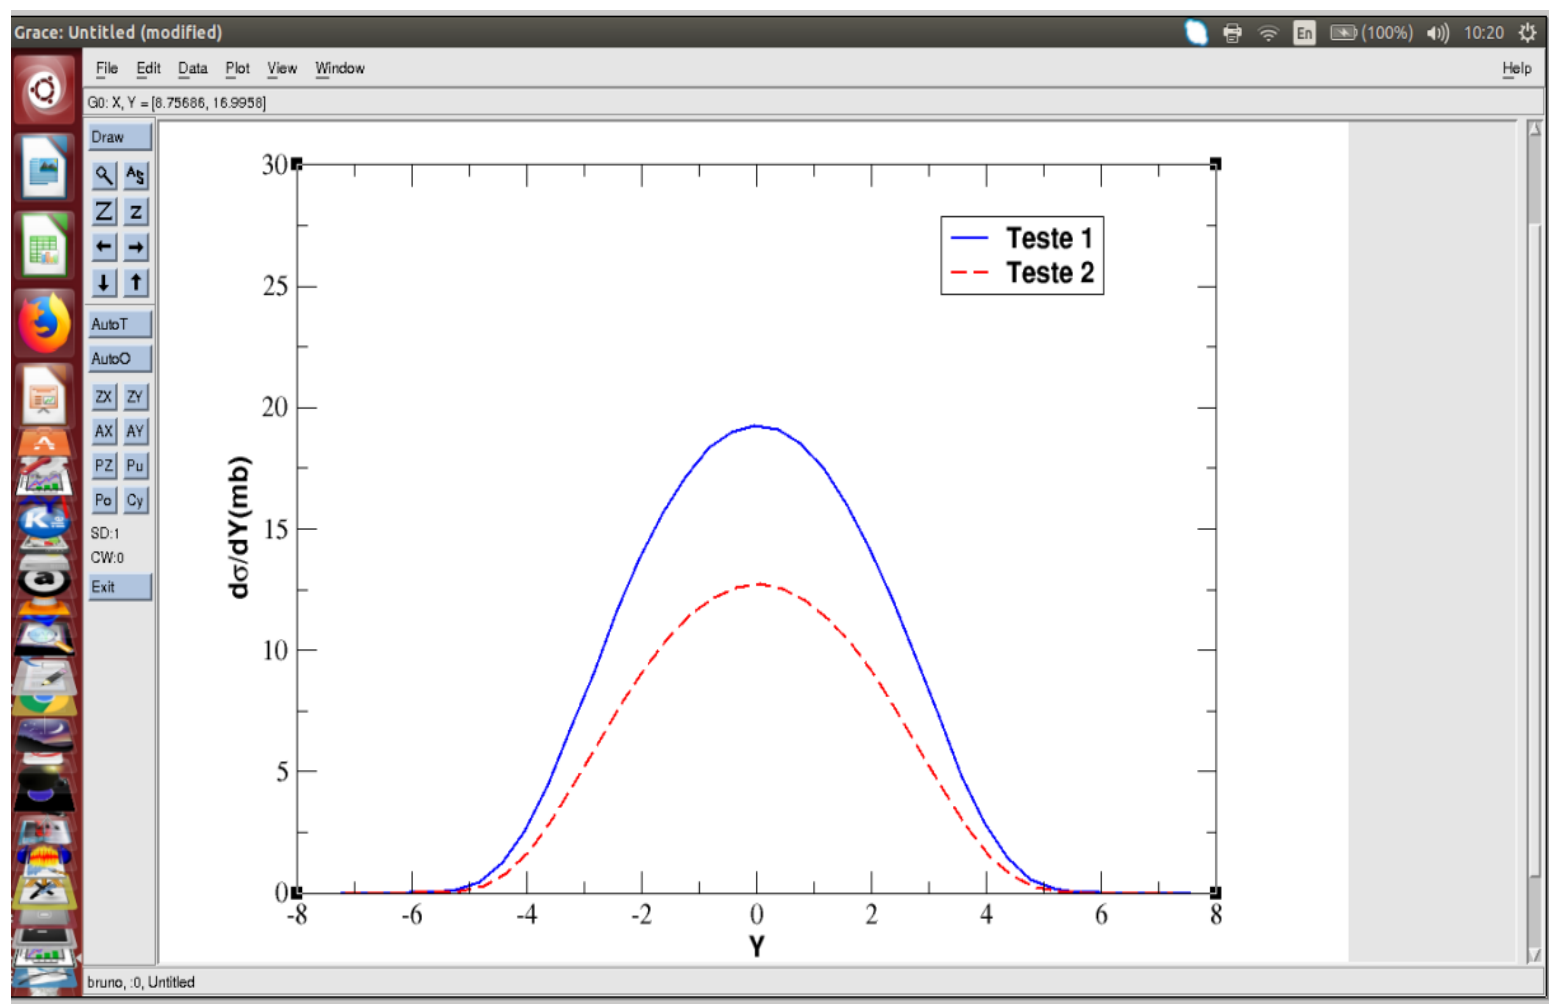 Grace: Untitled (modified)
En (100%) 10:20
File Edit Data Plot View Window Help
G0: X, Y = [8.75686, 16.9958]
Draw
A S
Z z
AutoT
AutoO
ZX ZY
AX AY
PZ Pu
Po Cy
SD:1
CW:0
Exit
30
25
20
15
10
5
0
dσ/dY(mb)
Teste 1
Teste 2
-8 -6 -4 -2 0 2 4 6 8
Y
bruno, :0, Untitled